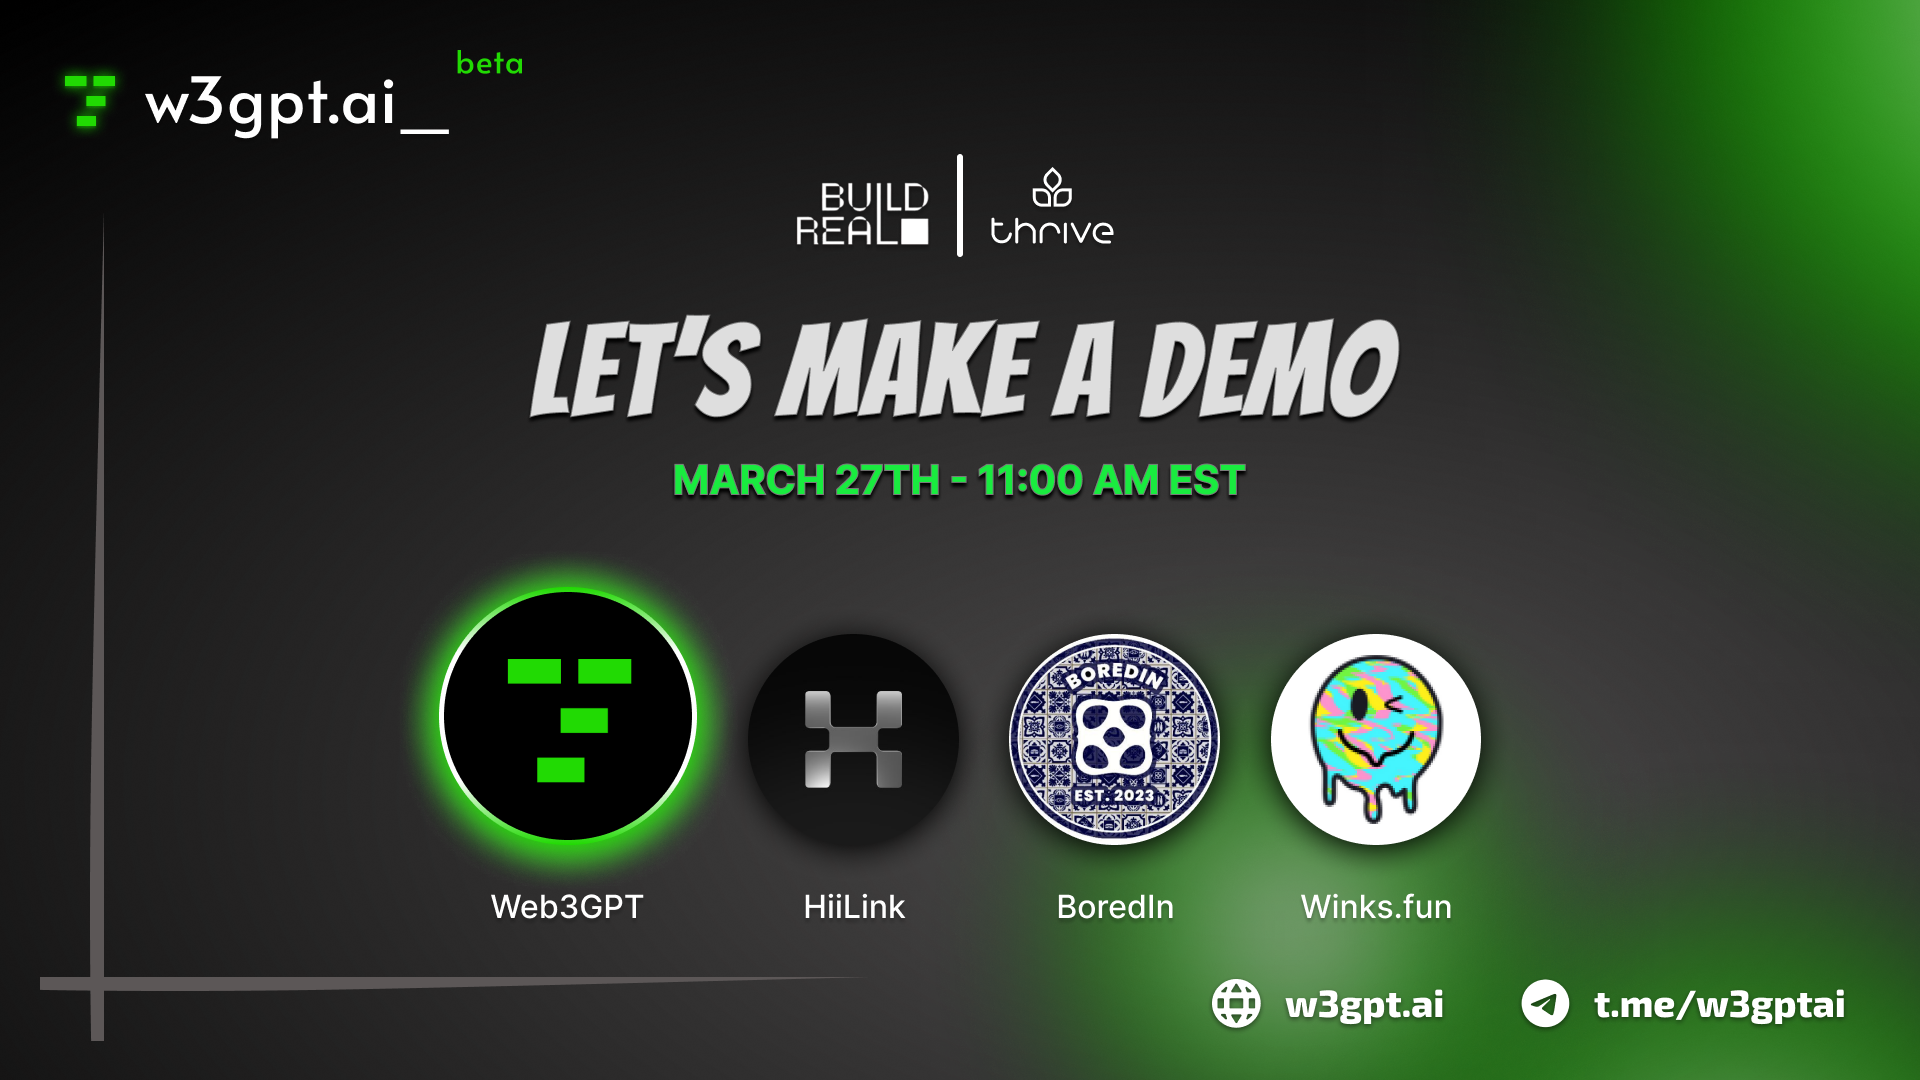 beta
w3gpt.ai__
BUILD
REAL
thrive
LET'S MAKE A DEMO
MARCH 27TH - 11:00 AM EST
BOREDIN
EST. 2023
Web3GPT
HiiLink
BoredIn
Winks.fun
w3gpt.ai
t.me/w3gptai